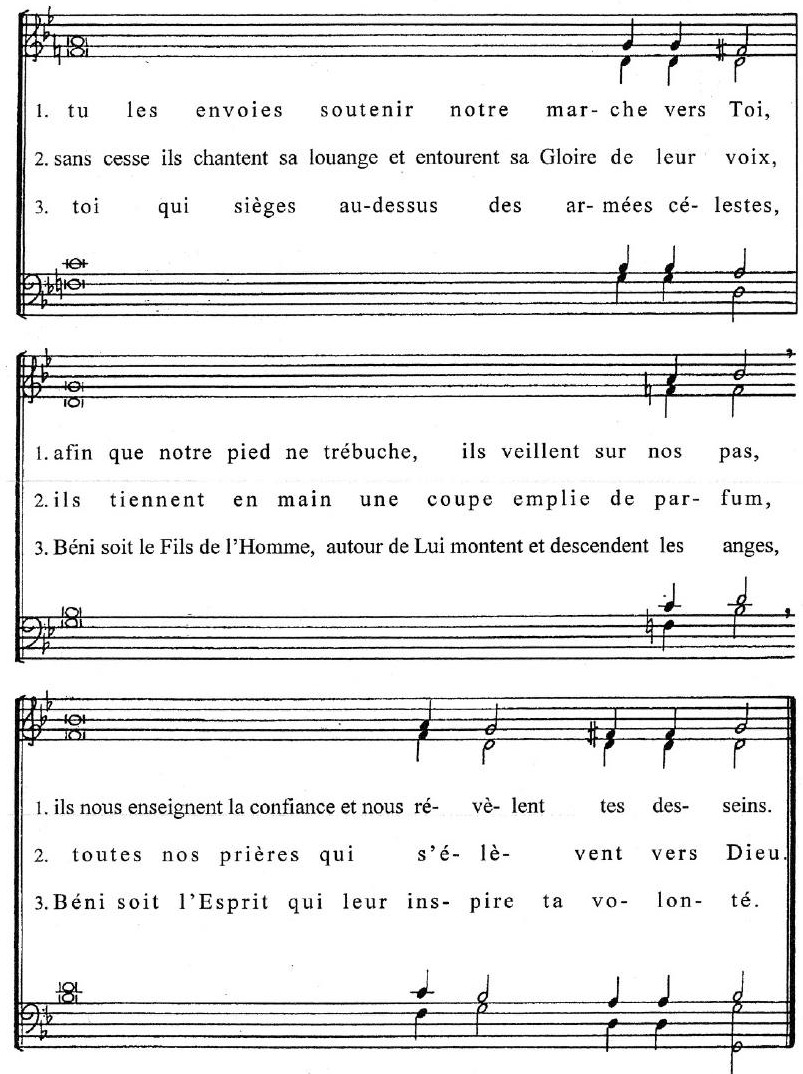 1. tu les envoies soutenir notre mar- che vers Toi,
2. sans cesse ils chantent sa louange et entourent sa Gloire de leur voix,
3. toi qui sièges au-dessus des ar- mées cé- lestes,
1. afin que notre pied ne trébuche, ils veillent sur nos pas,
2. ils tiennent en main une coupe emplie de par- fum,
3. Béni soit le Fils de l'Homme, autour de Lui montent et descendent les anges,
1. ils nous enseignent la confiance et nous ré- vè- lent tes des- seins.
2. toutes nos prières qui s'é- lè- vent vers Dieu.
3. Béni soit l'Esprit qui leur ins- pire ta vo- lon- té.